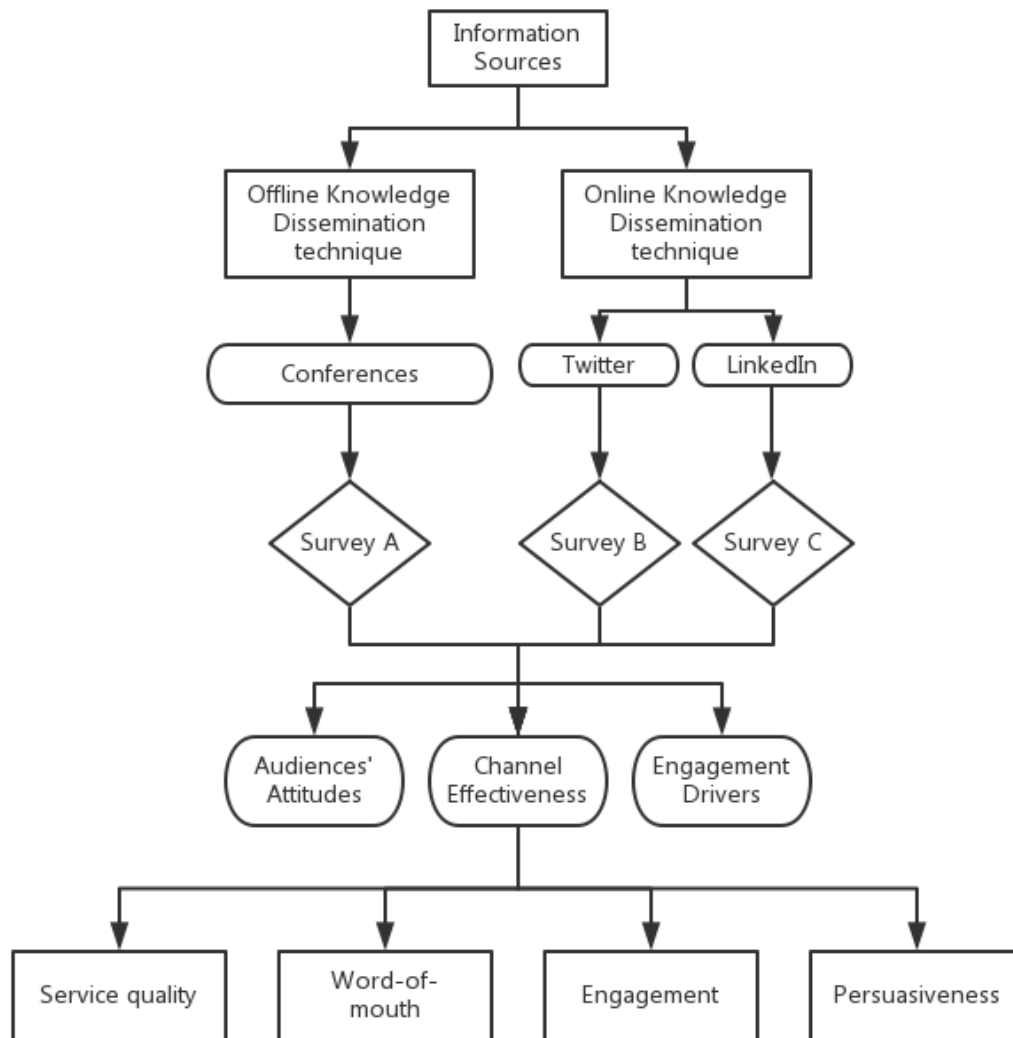 Information
Sources
Offline Knowledge
Dissemination
technique
Online Knowledge
Dissemination
technique
Conferences
Twitter
LinkedIn
Survey A
Survey B
Survey C
Audiences'
Attitudes
Channel
Effectiveness
Engagement
Drivers
Service quality
Word-of-
mouth
Engagement
Persuasiveness